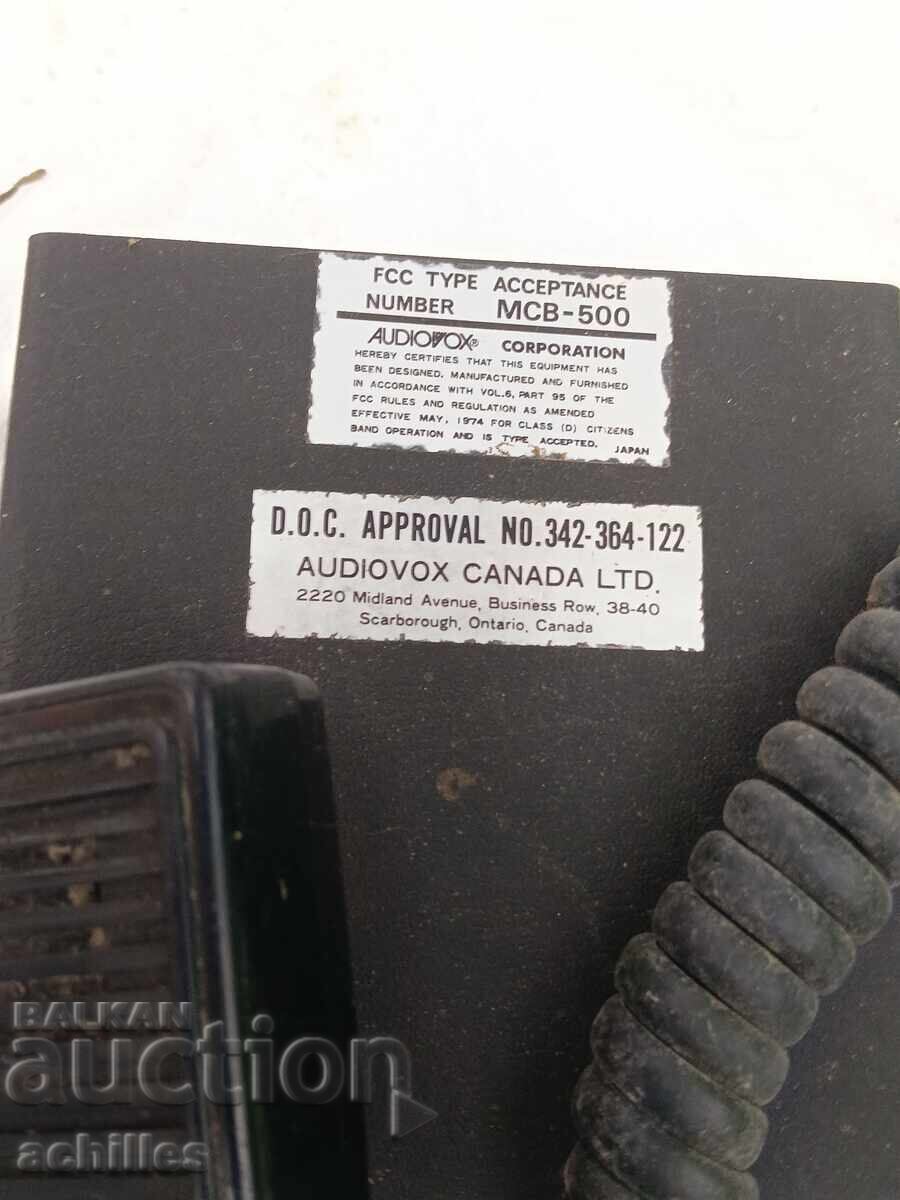 FCC TYPE ACCEPTANCE
NUMBER MCB-500
AUDIOVOX® CORPORATION
HEREBY CERTIFIES THAT THIS EQUIPMENT HAS
BEEN DESIGNED, MANUFACTURED AND FURNISHED
IN ACCORDANCE WITH VOL.6, PART 95 OF THE
FCC RULES AND REGULATION AS AMENDED
EFFECTIVE MAY, 1974 FOR CLASS (D) CITIZENS
BAND OPERATION AND IS TYPE ACCEPTED. JAPAN
D.O.C. APPROVAL NO.342-364-122
AUDIOVOX CANADA LTD.
2220 Midland Avenue, Business Row, 38-40
Scarborough, Ontario, Canada
BALKAN
auction
achilles